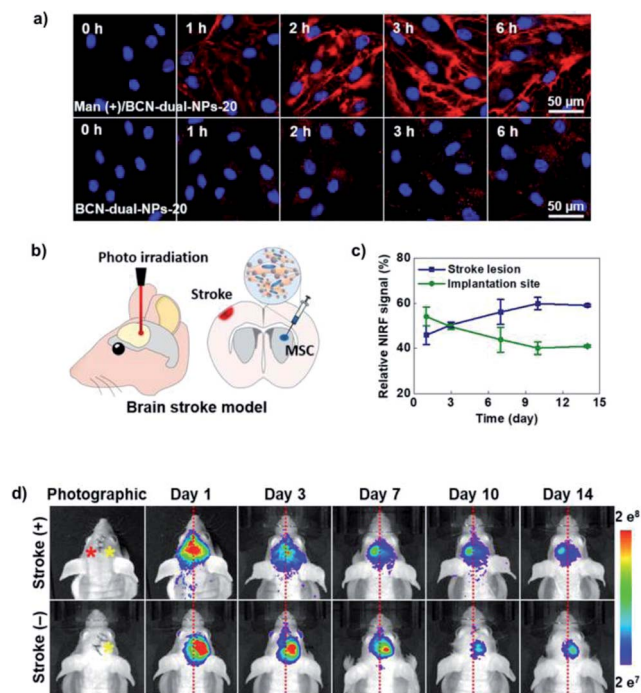 a)
0 h 1 h 2 h 3 h 6 h
Man (+)/BCN-dual-NPs-20 50 µm
0 h 1 h 2 h 3 h 6 h
BCN-dual-NPs-20 50 µm
b)
Photo irradiation
Stroke
MSC
Brain stroke model
c)
Relative NIRF signal (%)
80
60
40
20
Stroke lesion
Implantation site
0 3 6 9 12 15
Time (day)
d) Photographic Day 1 Day 3 Day 7 Day 10 Day 14
Stroke (+)
* *
Stroke (–)
*
2 e⁸
2 e⁷